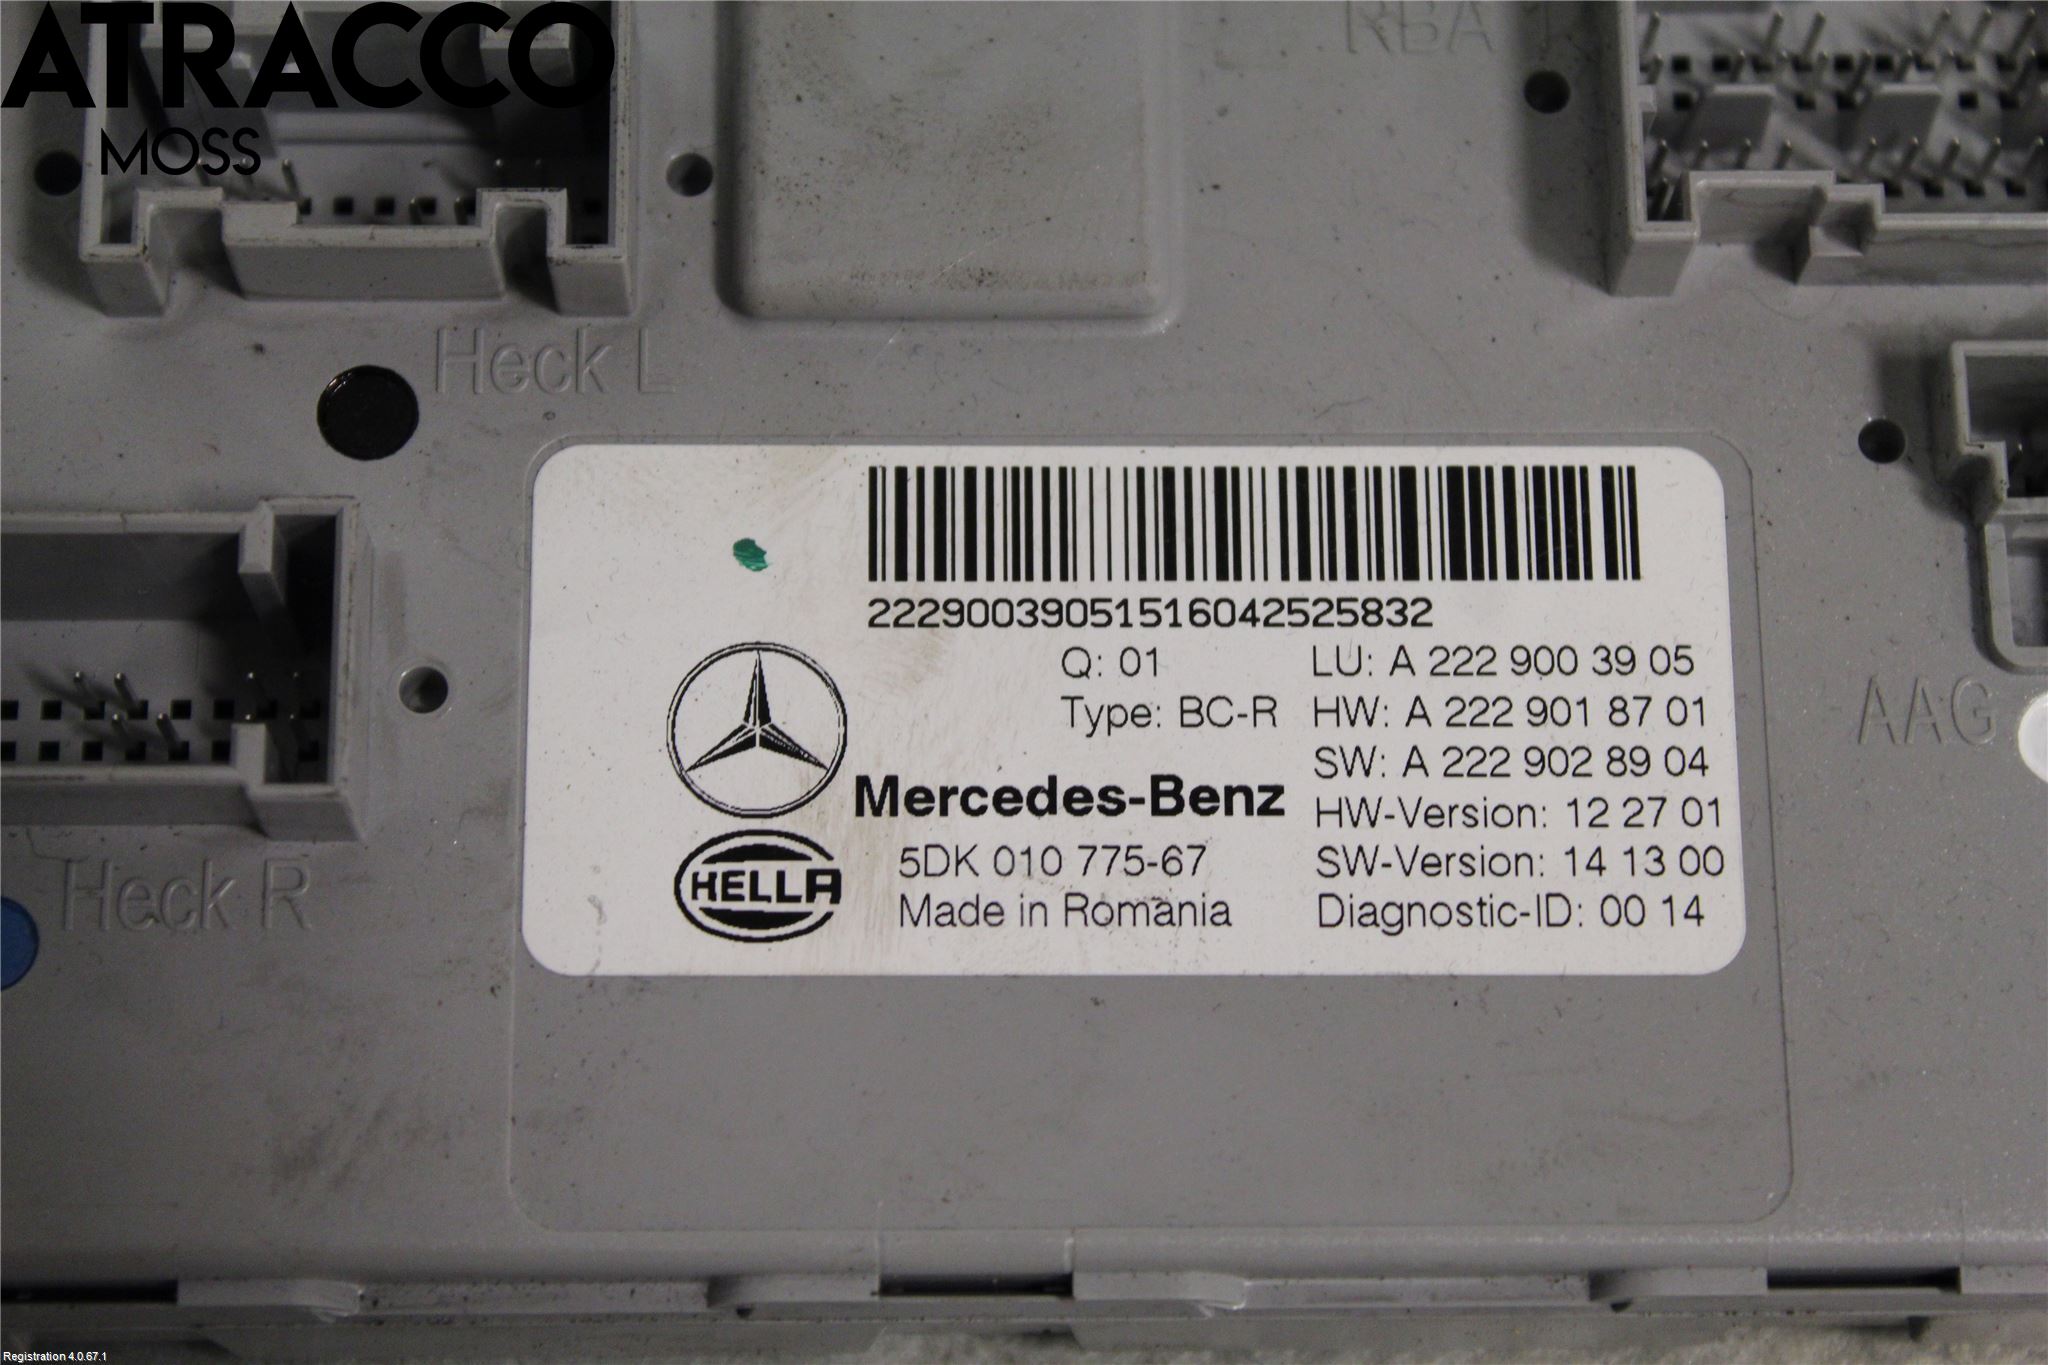 ATRACCO
MOSS
RBA 1
Heck L
22290039051516042525832
Q: 01
LU: A 222 900 39 05
Type: BC-R
HW: A 222 901 87 01
SW: A 222 902 89 04
Mercedes-Benz
HW-Version: 12 27 01
HELLA
5DK 010 775-67
SW-Version: 14 13 00
Made in Romania
Diagnostic-ID: 00 14
AAG
Heck R
Registration 4.0.67.1